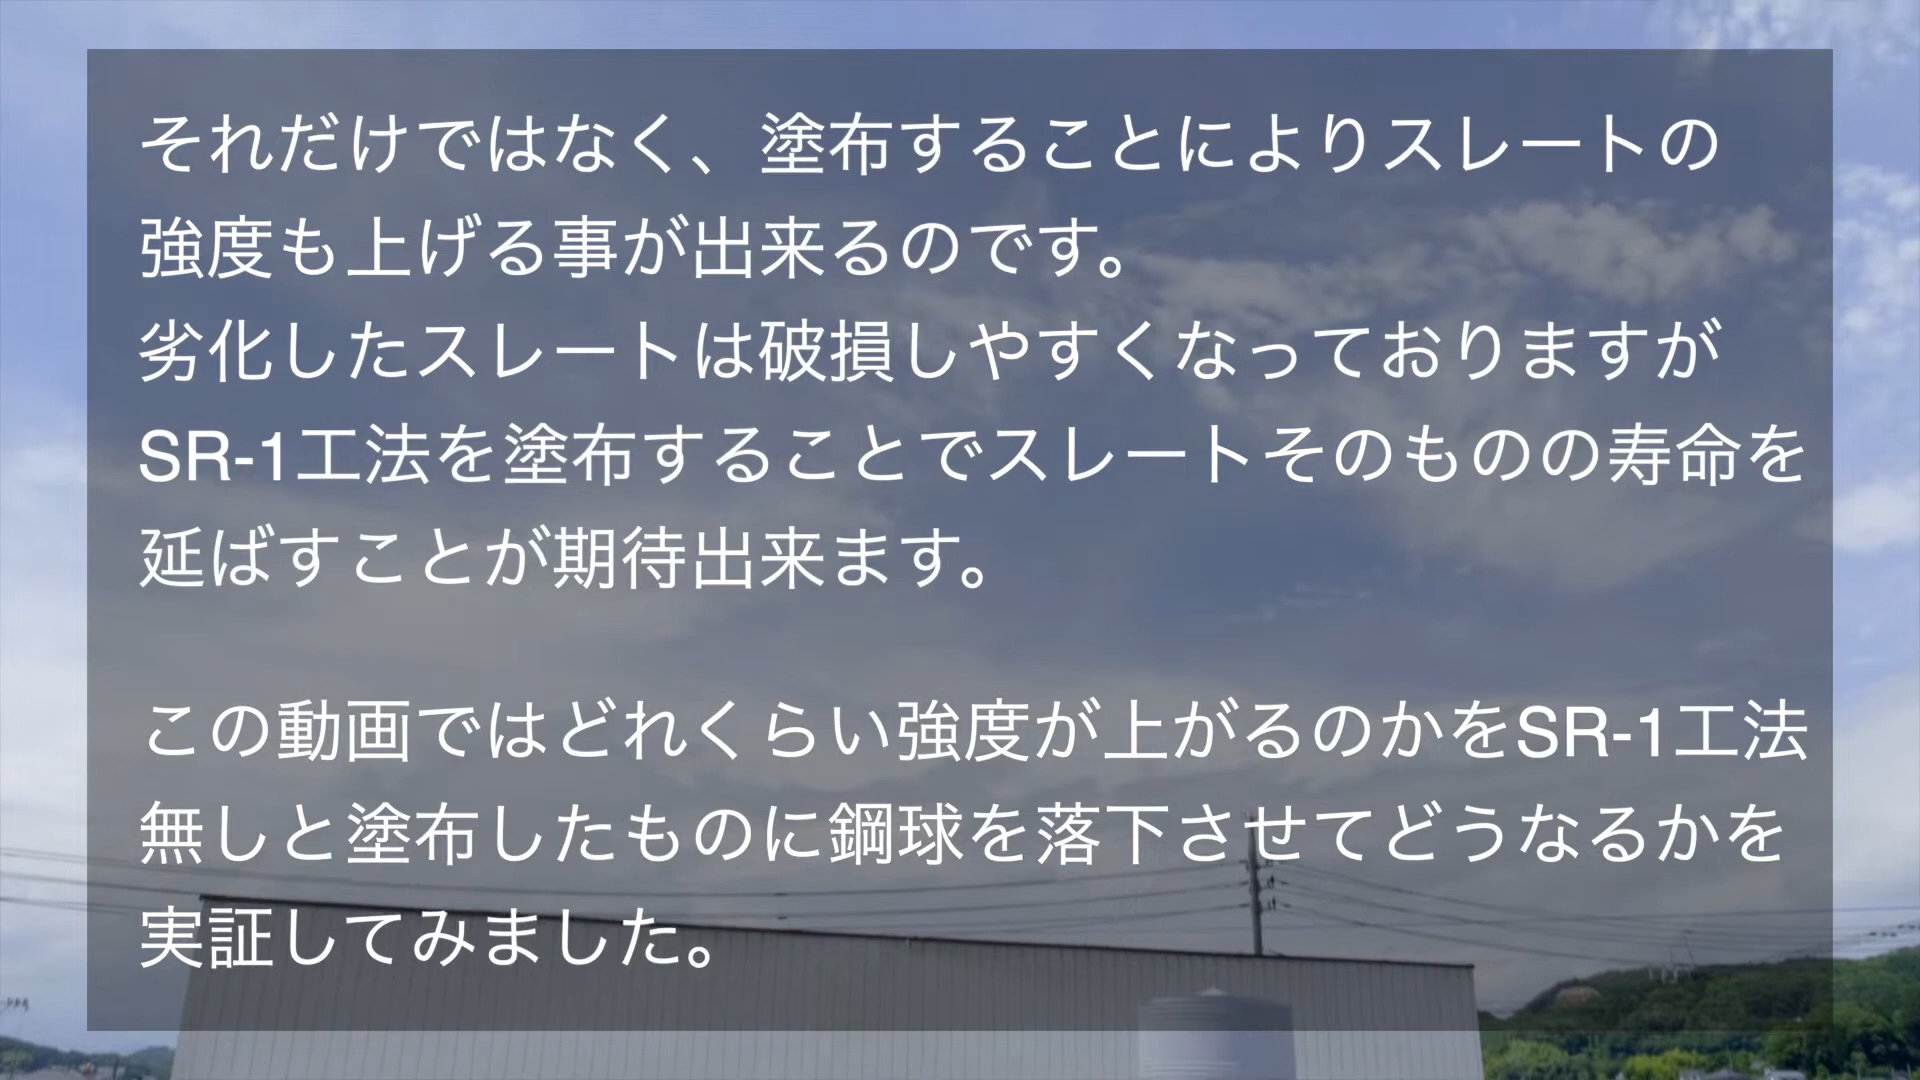 それだけではなく、塗布することによりスレートの
強度も上げる事が出来るのです。
劣化したスレートは破損しやすくなっておりますが
SR-1工法を塗布することでスレートそのものの寿命を
延ばすことが期待出来ます。
この動画ではどれくらい強度が上がるのかをSR-1工法
無しと塗布したものに鋼球を落下させてどうなるかを
実証してみました。